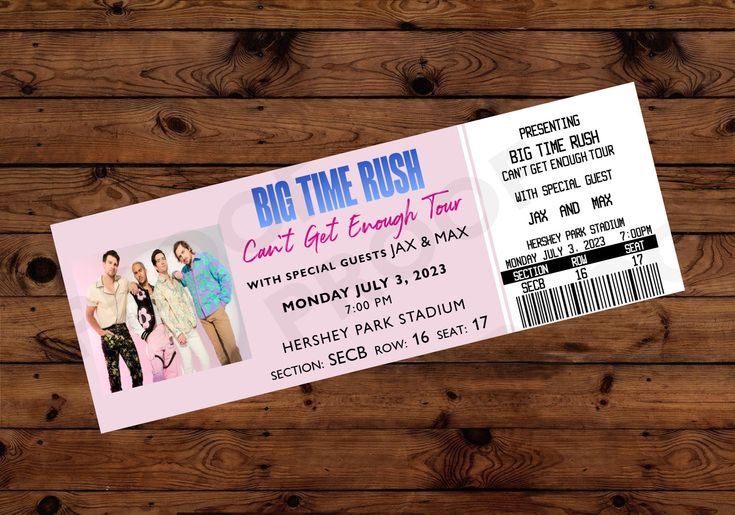 BIG TIME RUSH
Can't Get Enough Tour
WITH SPECIAL GUESTS JAX & MAX
MONDAY JULY 3, 2023
7:00 PM
HERSHEY PARK STADIUM
SECTION: SECB ROW: 16 SEAT: 17
PRESENTING
BIG TIME RUSH
CAN'T GET ENOUGH TOUR
WITH SPECIAL GUEST
JAX AND MAX
HERSHEY PARK STADIUM
MONDAY JULY 3, 2023 7:00PM
SECTION ROW SEAT
SECB 16 17
PROOF